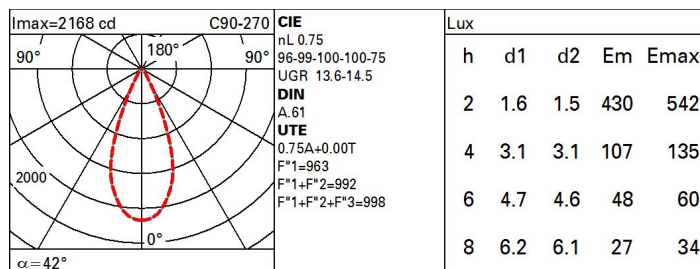 Imax=2168 cd C90-270
90° 180° 90°
2000
0°
α=42°
CIE
nL 0.75
96-99-100-100-75
UGR 13.6-14.5
DIN
A.61
UTE
0.75A+0.00T
F"1=963
F"1+F"2=992
F"1+F"2+F"3=998
Lux
h d1 d2 Em Emax
2 1.6 1.5 430 542
4 3.1 3.1 107 135
6 4.7 4.6 48 60
8 6.2 6.1 27 34